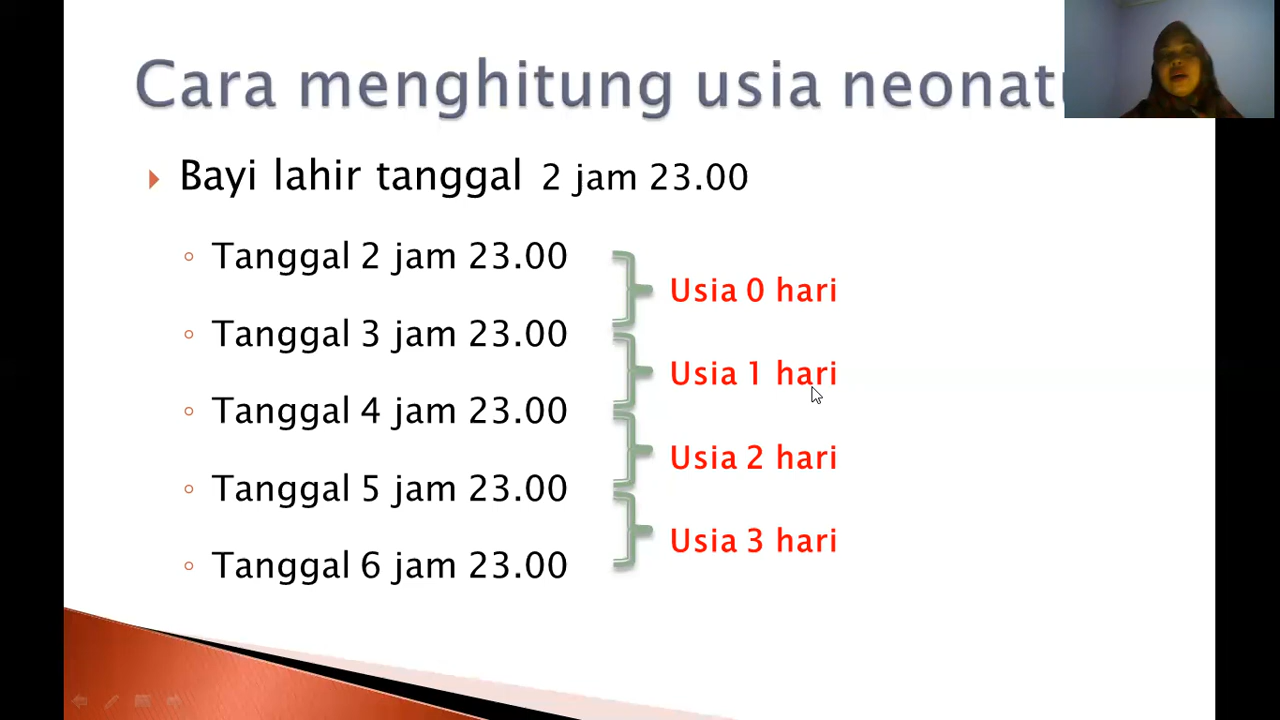 Cara menghitung usia neonat
Bayi lahir tanggal 2 jam 23.00
Tanggal 2 jam 23.00
Usia 0 hari
Tanggal 3 jam 23.00
Usia 1 hari
Tanggal 4 jam 23.00
Usia 2 hari
Tanggal 5 jam 23.00
Usia 3 hari
Tanggal 6 jam 23.00